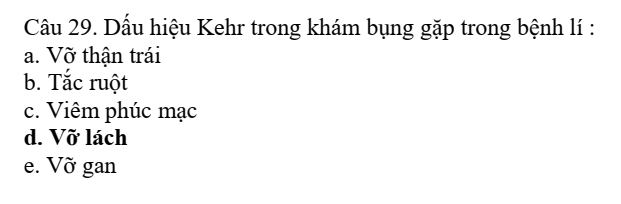 Câu 29. Dấu hiệu Kehr trong khám bụng gặp trong bệnh lí :
a. Vỡ thận trái
b. Tắc ruột
c. Viêm phúc mạc
d. Vỡ lách
e. Vỡ gan